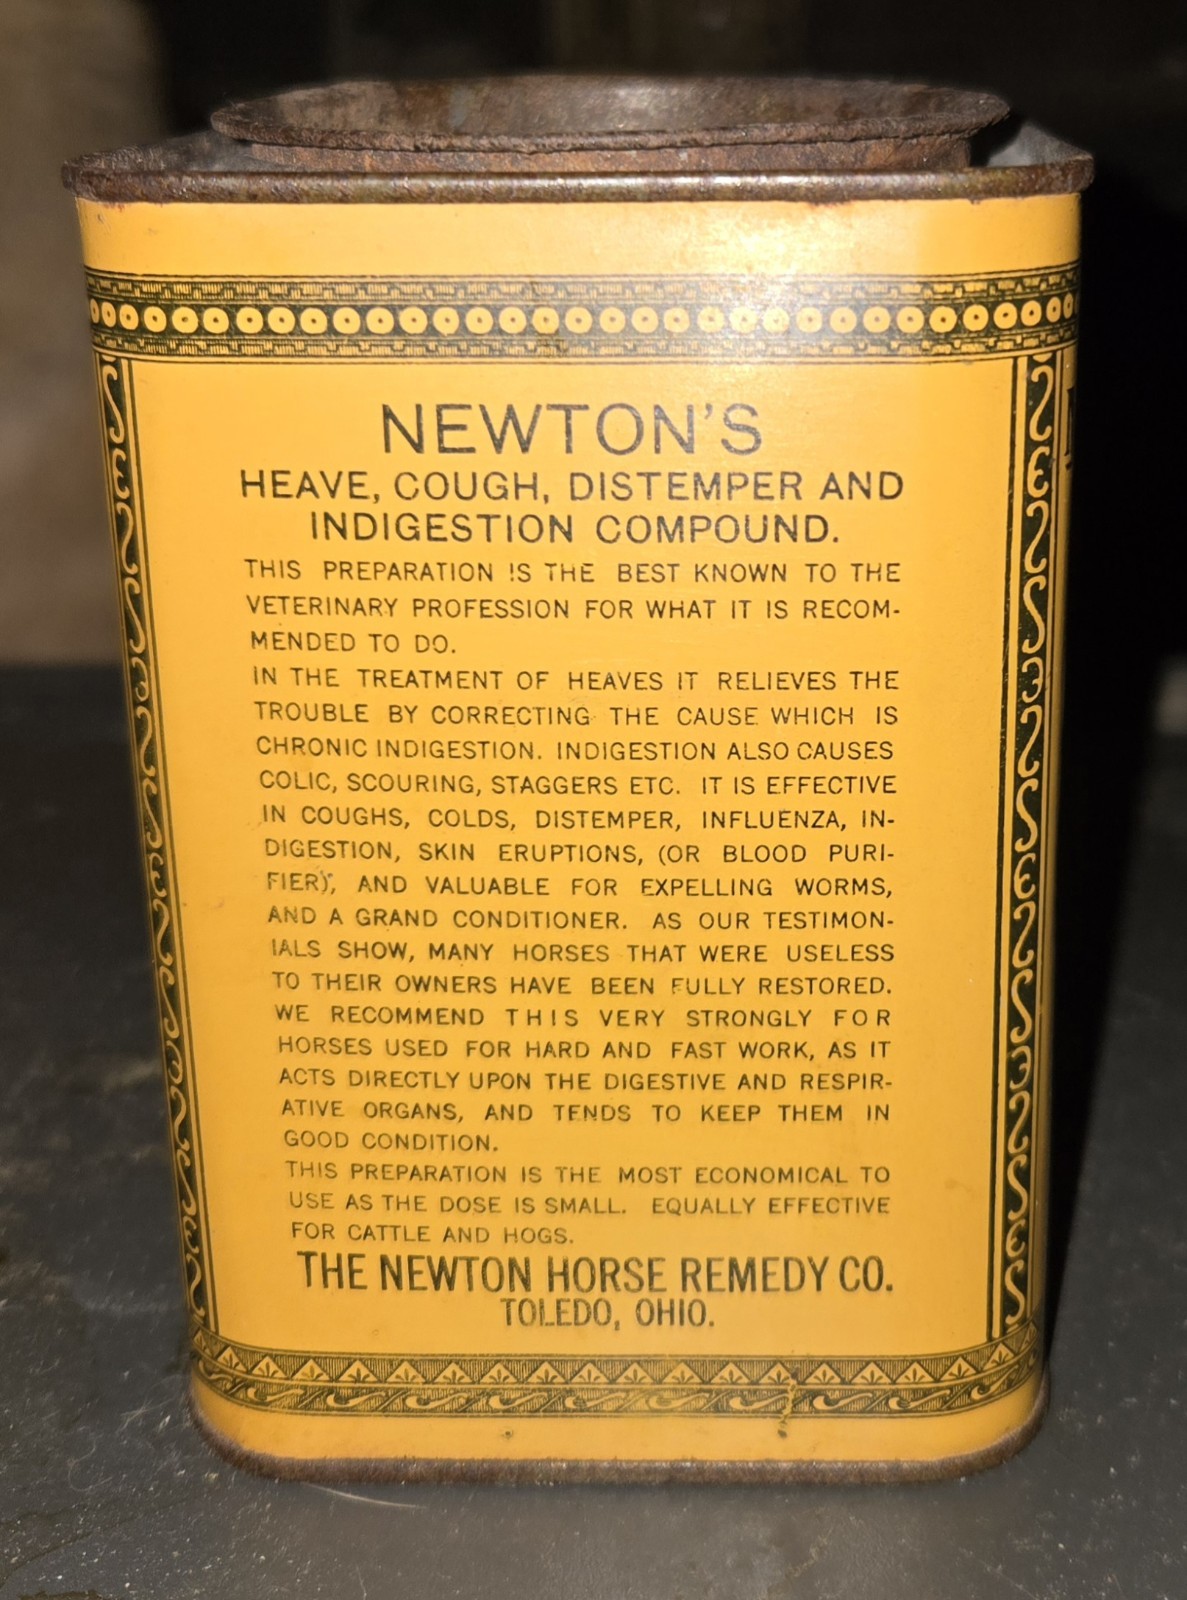 NEWTON'S
HEAVE, COUGH, DISTEMPER AND
INDIGESTION COMPOUND.
THIS PREPARATION IS THE BEST KNOWN TO THE
VETERINARY PROFESSION FOR WHAT IT IS RECOM-
MENDED TO DO.
IN THE TREATMENT OF HEAVES IT RELIEVES THE
TROUBLE BY CORRECTING THE CAUSE WHICH IS
CHRONIC INDIGESTION. INDIGESTION ALSO CAUSES
COLIC, SCOURING, STAGGERS ETC. IT IS EFFECTIVE
IN COUGHS, COLDS, DISTEMPER, INFLUENZA, IN-
DIGESTION, SKIN ERUPTIONS, (OR BLOOD PURI-
FIER), AND VALUABLE FOR EXPELLING WORMS,
AND A GRAND CONDITIONER. AS OUR TESTIMON-
IALS SHOW, MANY HORSES THAT WERE USELESS
TO THEIR OWNERS HAVE BEEN FULLY RESTORED.
WE RECOMMEND THIS VERY STRONGLY FOR
HORSES USED FOR HARD AND FAST WORK, AS IT
ACTS DIRECTLY UPON THE DIGESTIVE AND RESPIR-
ATIVE ORGANS, AND TENDS TO KEEP THEM IN
GOOD CONDITION.
THIS PREPARATION IS THE MOST ECONOMICAL TO
USE AS THE DOSE IS SMALL. EQUALLY EFFECTIVE
FOR CATTLE AND HOGS.
THE NEWTON HORSE REMEDY CO.
TOLEDO, OHIO.